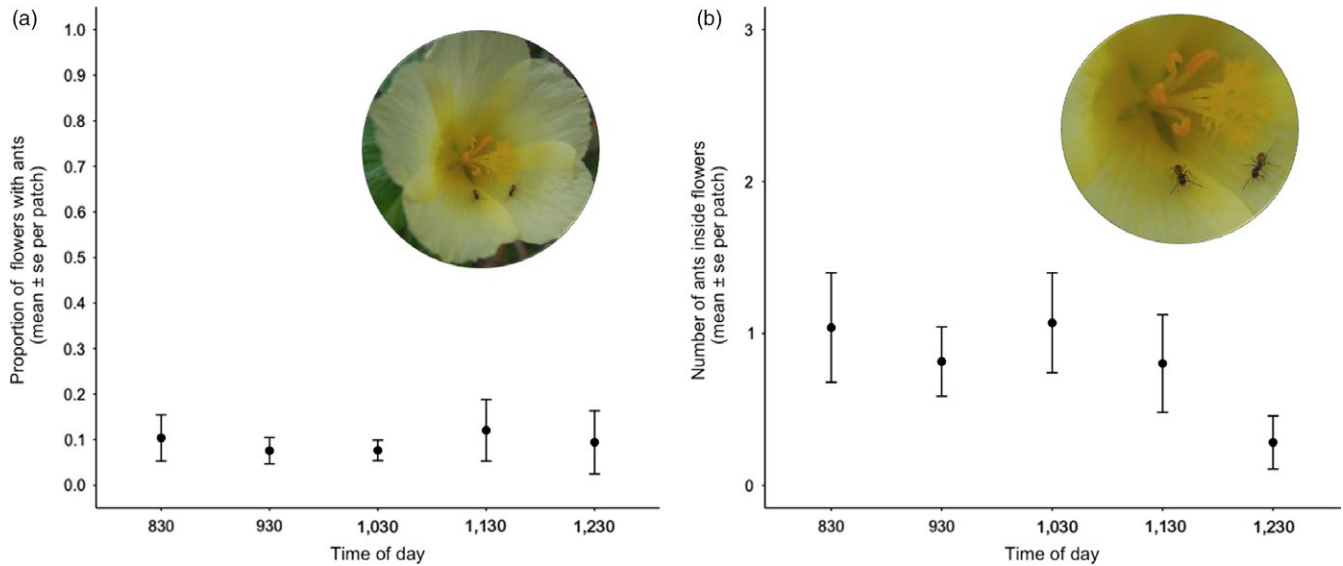 (a)
Proportion of flowers with ants
(mean ± se per patch)
1.0
0.9
0.8
0.7
0.6
0.5
0.4
0.3
0.2
0.1
0.0
830 930 1,030 1,130 1,230
Time of day
(b)
Number of ants inside flowers
(mean ± se per patch)
3
2
1
0
830 930 1,030 1,130 1,230
Time of day